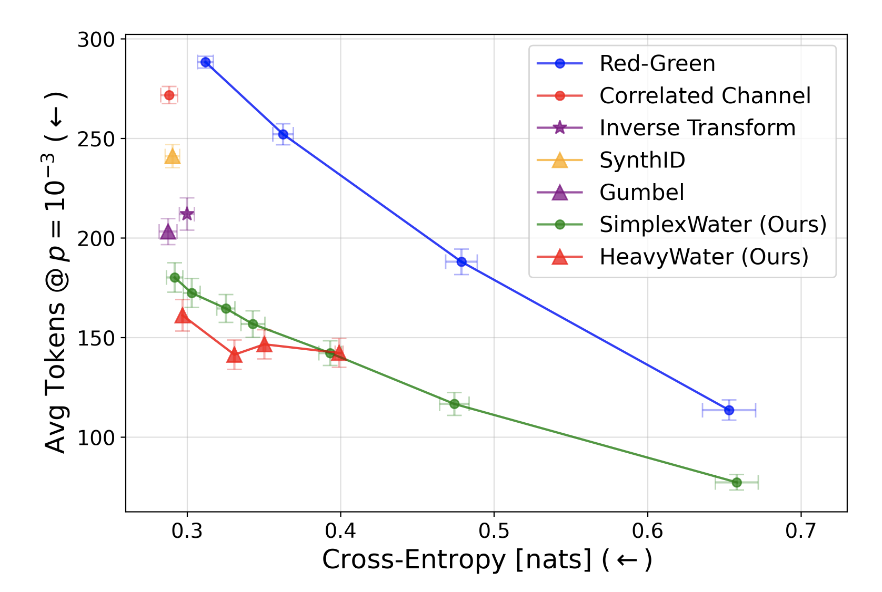 300
250
200
150
100
Avg Tokens @ p = 10⁻³ (←)
Red-Green
Correlated Channel
Inverse Transform
SynthID
Gumbel
SimplexWater (Ours)
HeavyWater (Ours)
0.3 0.4 0.5 0.6 0.7
Cross-Entropy [nats] (←)